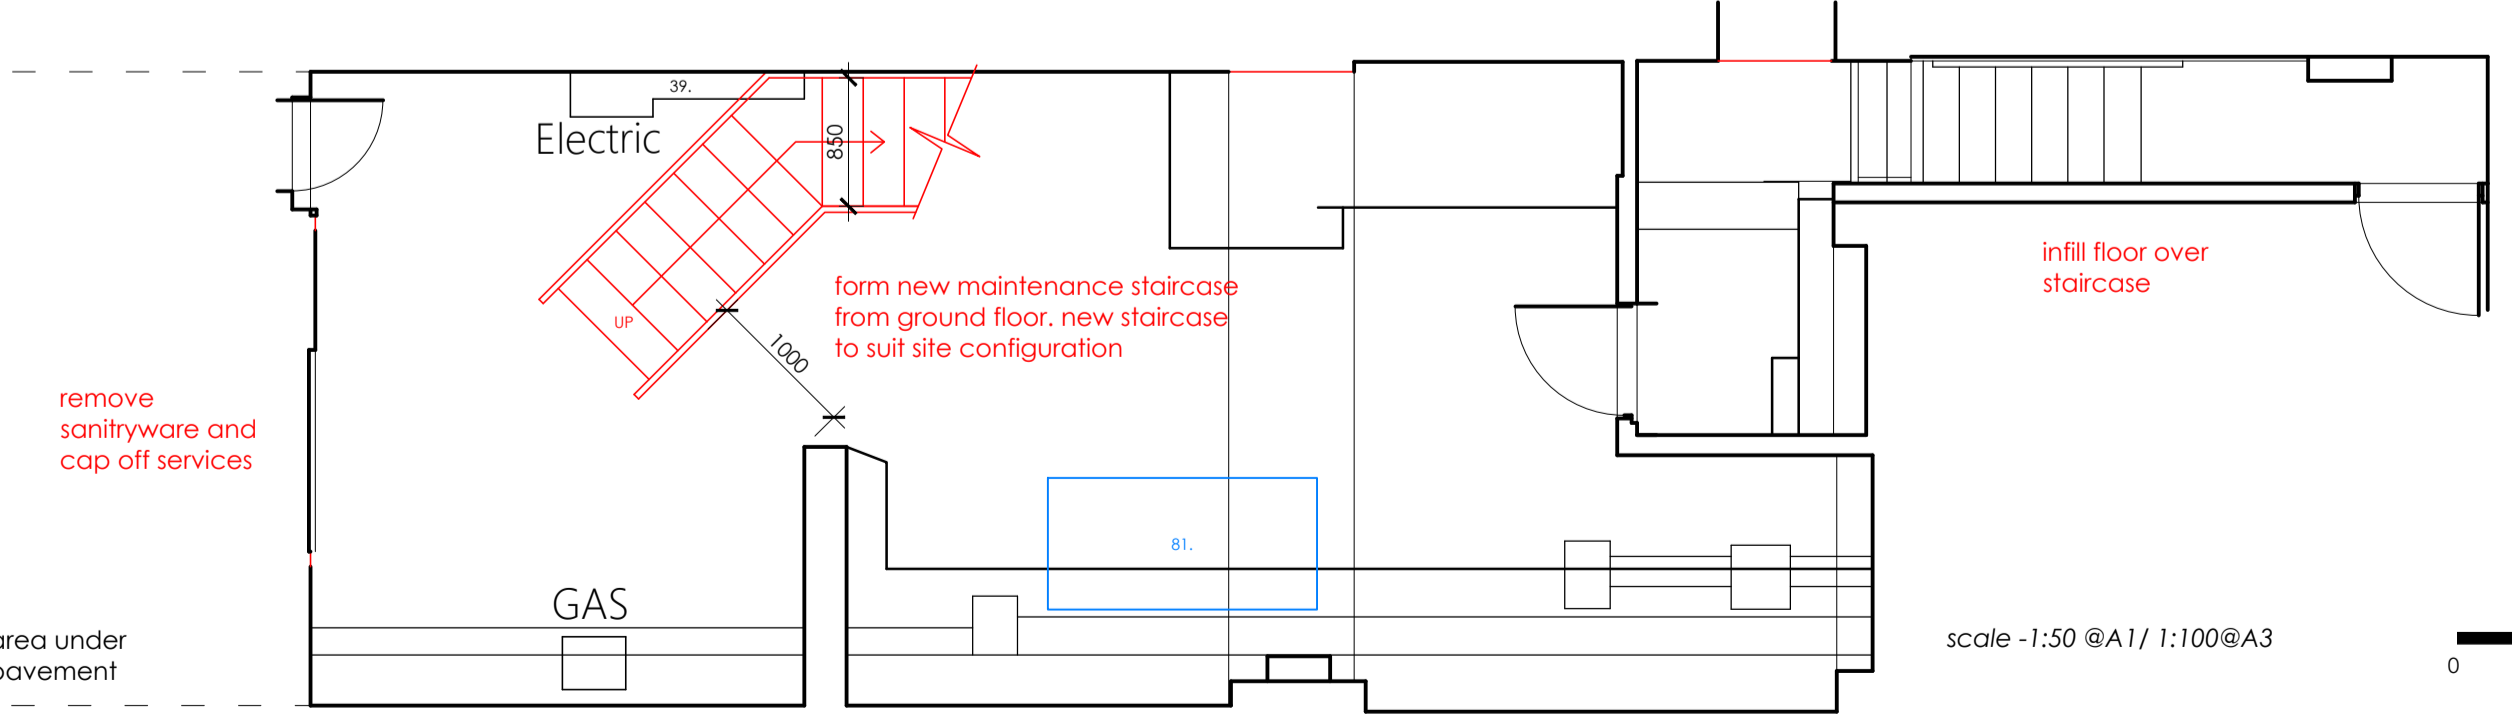 39.
Electric
850
UP
1000
form new maintenance staircase
from ground floor. new staircase
to suit site configuration
infill floor over
staircase
remove
sanitryware and
cap off services
81.
GAS
area under
pavement
scale -1:50 @A1/ 1:100@A3
0